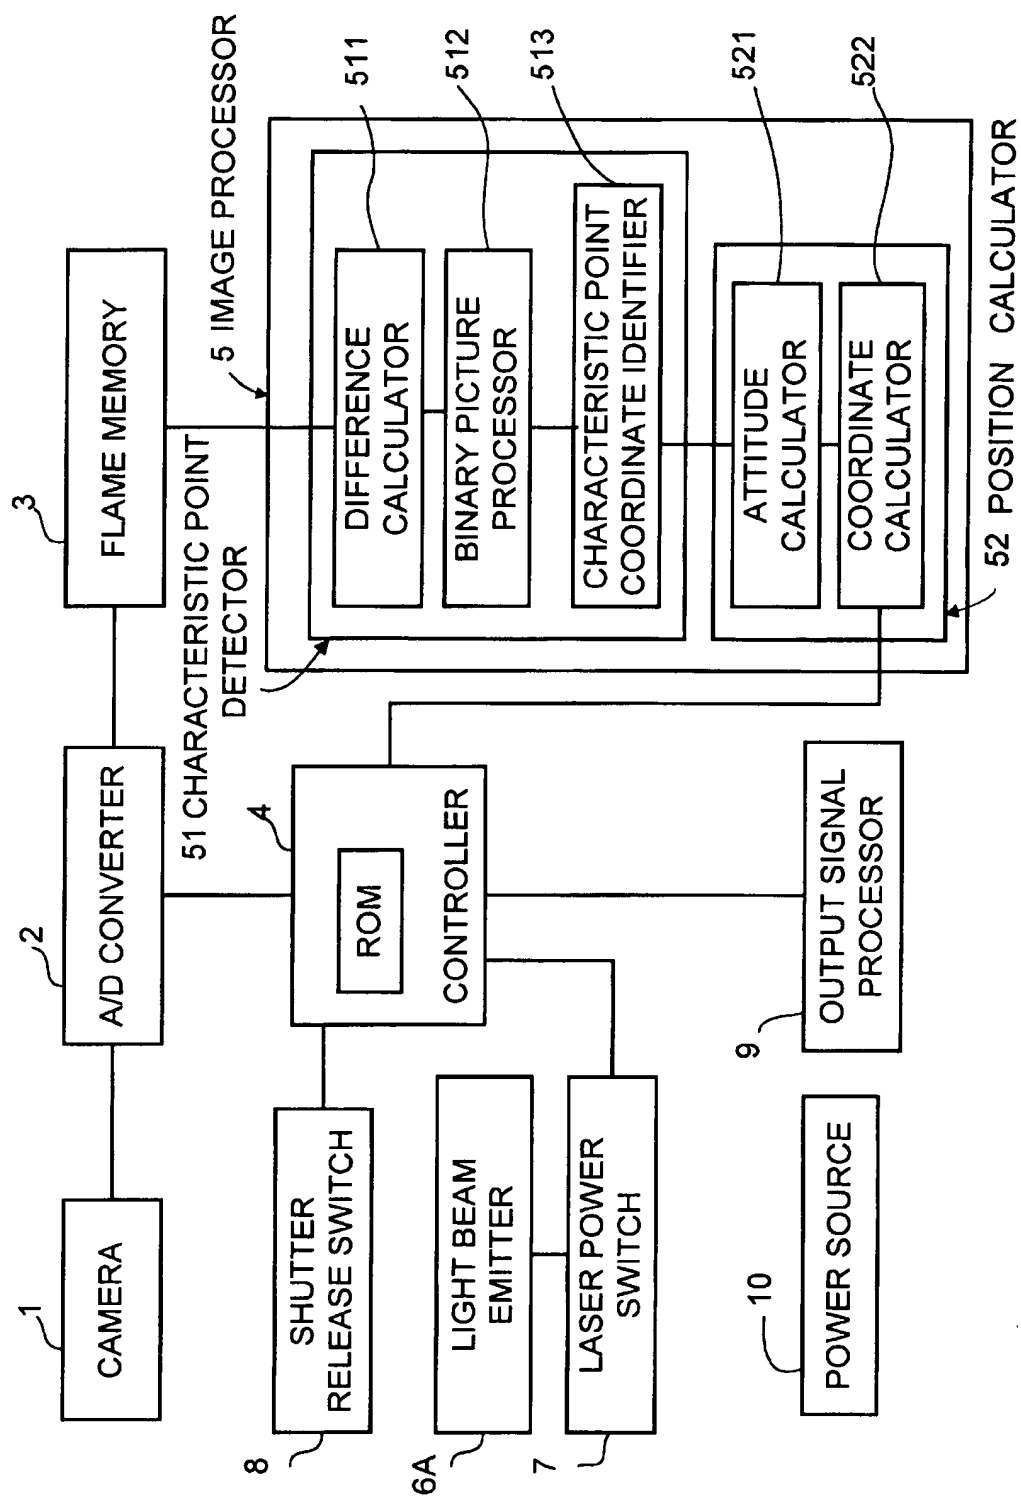 1
CAMERA
2
A/D CONVERTER
3
FLAME MEMORY
51 CHARACTERISTIC POINT
DETECTOR
5 IMAGE PROCESSOR
DIFFERENCE
CALCULATOR
511
BINARY PICTURE
PROCESSOR
512
CHARACTERISTIC POINT
COORDINATE IDENTIFIER
513
ATTITUDE
CALCULATOR
521
COORDINATE
CALCULATOR
522
52 POSITION CALCULATOR
4
ROM
CONTROLLER
8
SHUTTER
RELEASE SWITCH
6A
LIGHT BEAM
EMITTER
7
LASER POWER
SWITCH
9
OUTPUT SIGNAL
PROCESSOR
10
POWER SOURCE